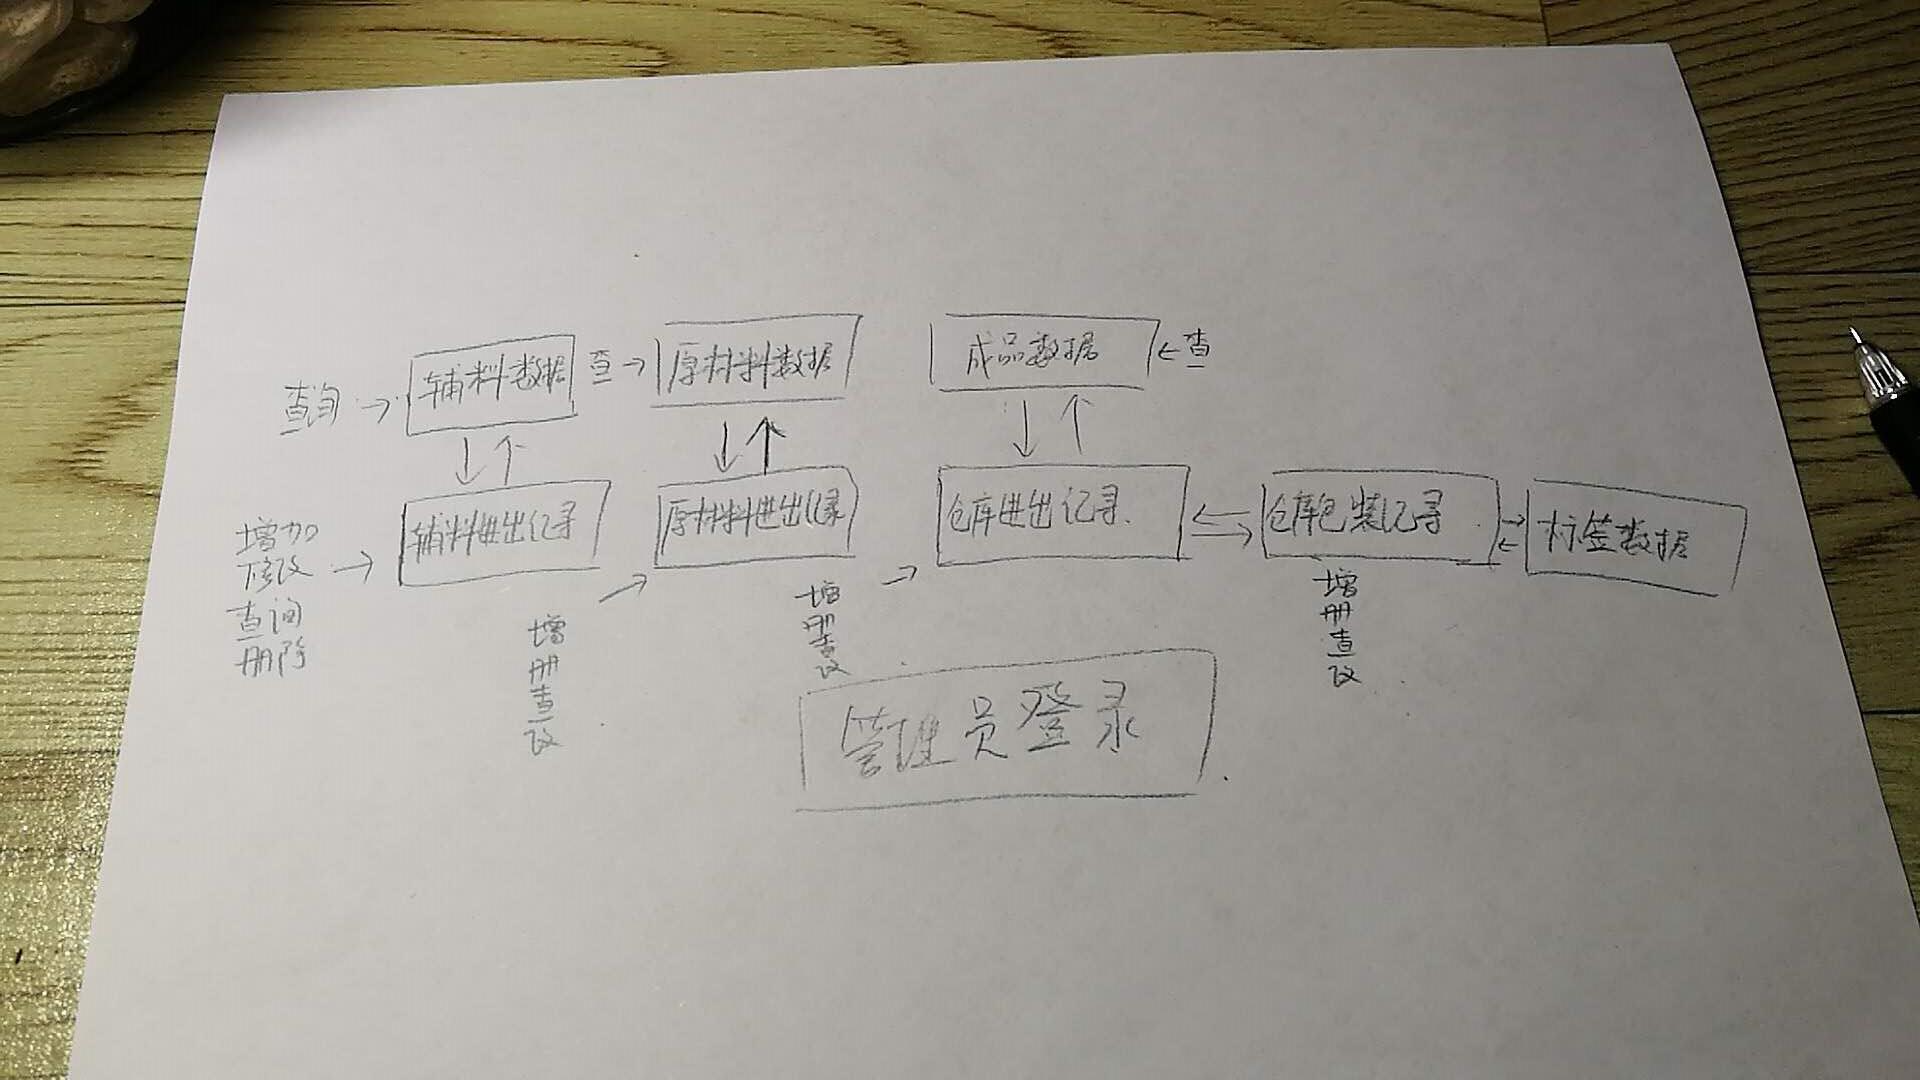 查询
辅料数据
查
原材料数据
成品数据
查
增加
修改
查询
删除
辅料进出记录
原材料进出记录
仓库进出记录
仓库包装记录
标签数据
增
删
查
改
增
删
查
改
增
删
查
改
管理员登录